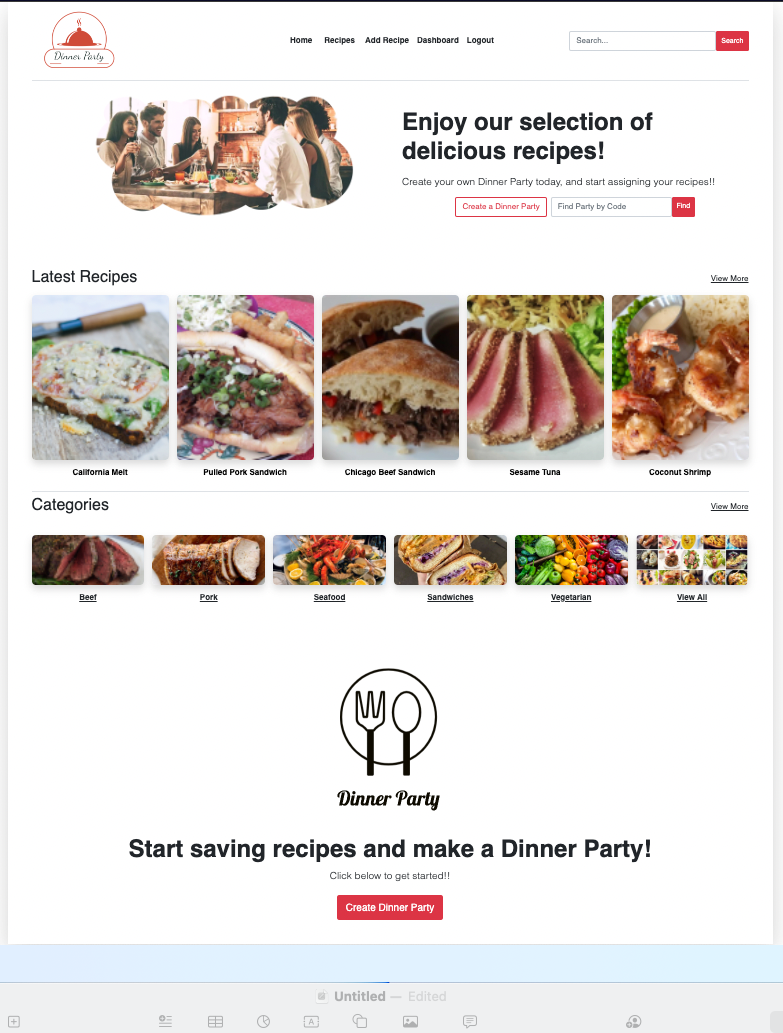 Dinner Party
Home Recipes Add Recipe Dashboard Logout
Search...
Search
Enjoy our selection of
delicious recipes!
Create your own Dinner Party today, and start assigning your recipes!!
Create a Dinner Party
Find Party by Code
Find
Latest Recipes
View More
California Melt
Pulled Pork Sandwich
Chicago Beef Sandwich
Sesame Tuna
Coconut Shrimp
Categories
View More
Beef
Pork
Seafood
Sandwiches
Vegetarian
View All
Dinner Party
Start saving recipes and make a Dinner Party!
Click below to get started!!
Create Dinner Party
Untitled — Edited
A